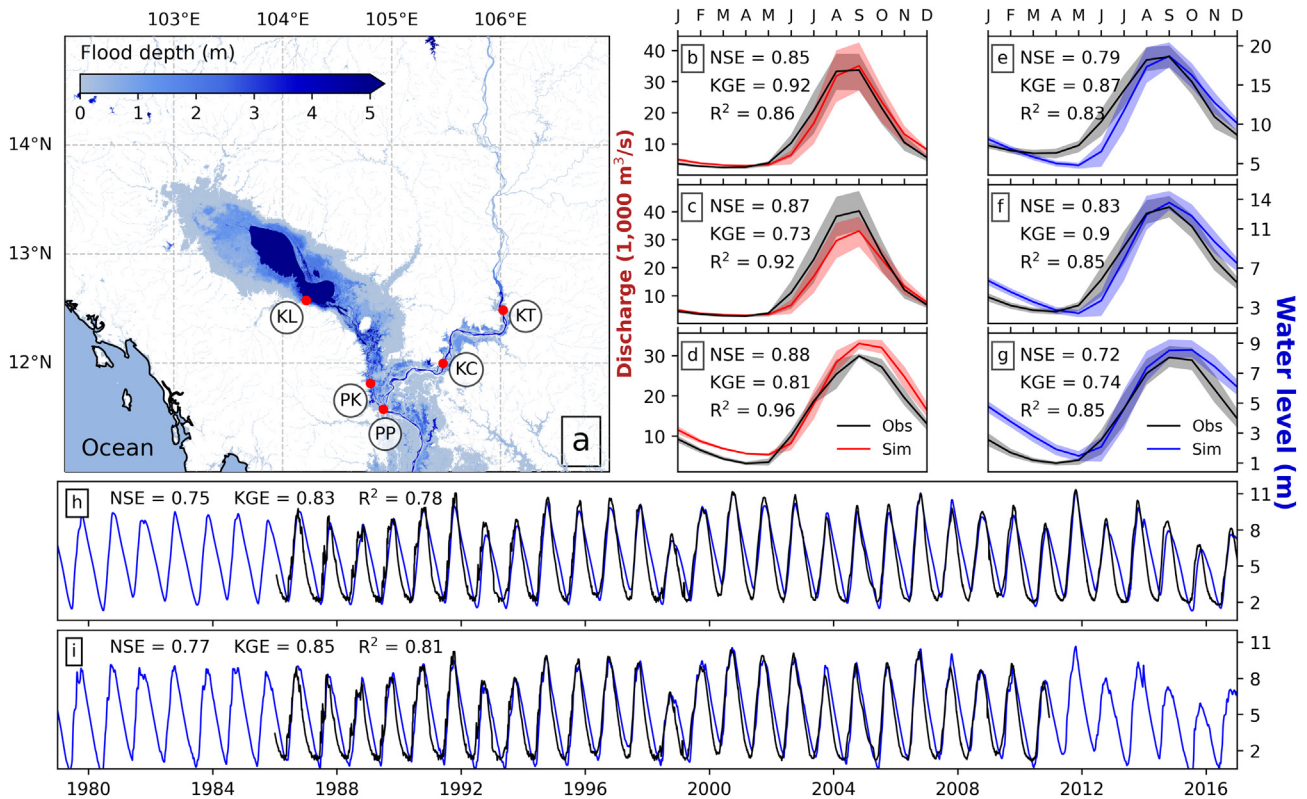 103°E 104°E 105°E 106°E
Flood depth (m)
0 1 2 3 4 5
14°N
13°N
12°N
KL
KT
KC
PK
PP
Ocean
a
J F M A M J J A S O N D
J F M A M J J A S O N D
Discharge (1,000 m³/s)
b
NSE = 0.85
KGE = 0.92
R² = 0.86
40
30
20
10
c
NSE = 0.87
KGE = 0.73
R² = 0.92
40
30
20
10
d
NSE = 0.88
KGE = 0.81
R² = 0.96
30
20
10
Obs
Sim
e
NSE = 0.79
KGE = 0.87
R² = 0.83
20
15
10
5
f
NSE = 0.83
KGE = 0.9
R² = 0.85
14
11
7
3
g
NSE = 0.72
KGE = 0.74
R² = 0.85
9
7
5
3
1
Obs
Sim
Water level (m)
h
NSE = 0.75 KGE = 0.83 R² = 0.78
11
8
5
2
i
NSE = 0.77 KGE = 0.85 R² = 0.81
11
8
5
2
1980 1984 1988 1992 1996 2000 2004 2008 2012 2016